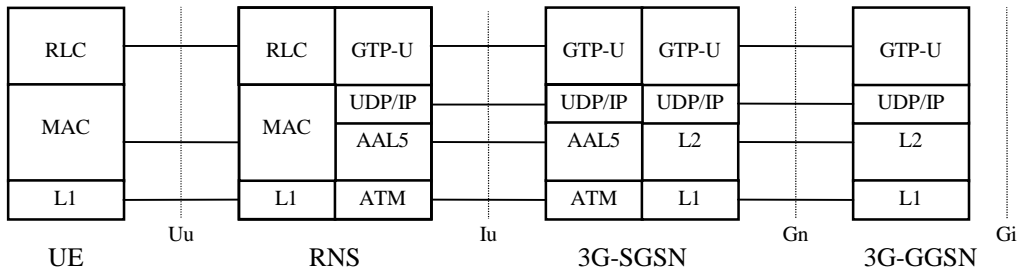 RLC RLC GTP-U GTP-U GTP-U GTP-U
UDP/IP UDP/IP UDP/IP UDP/IP
MAC MAC
AAL5 AAL5 L2 L2
L1 L1 ATM ATM L1 L1
Uu Iu Gn Gi
UE RNS 3G-SGSN 3G-GGSN